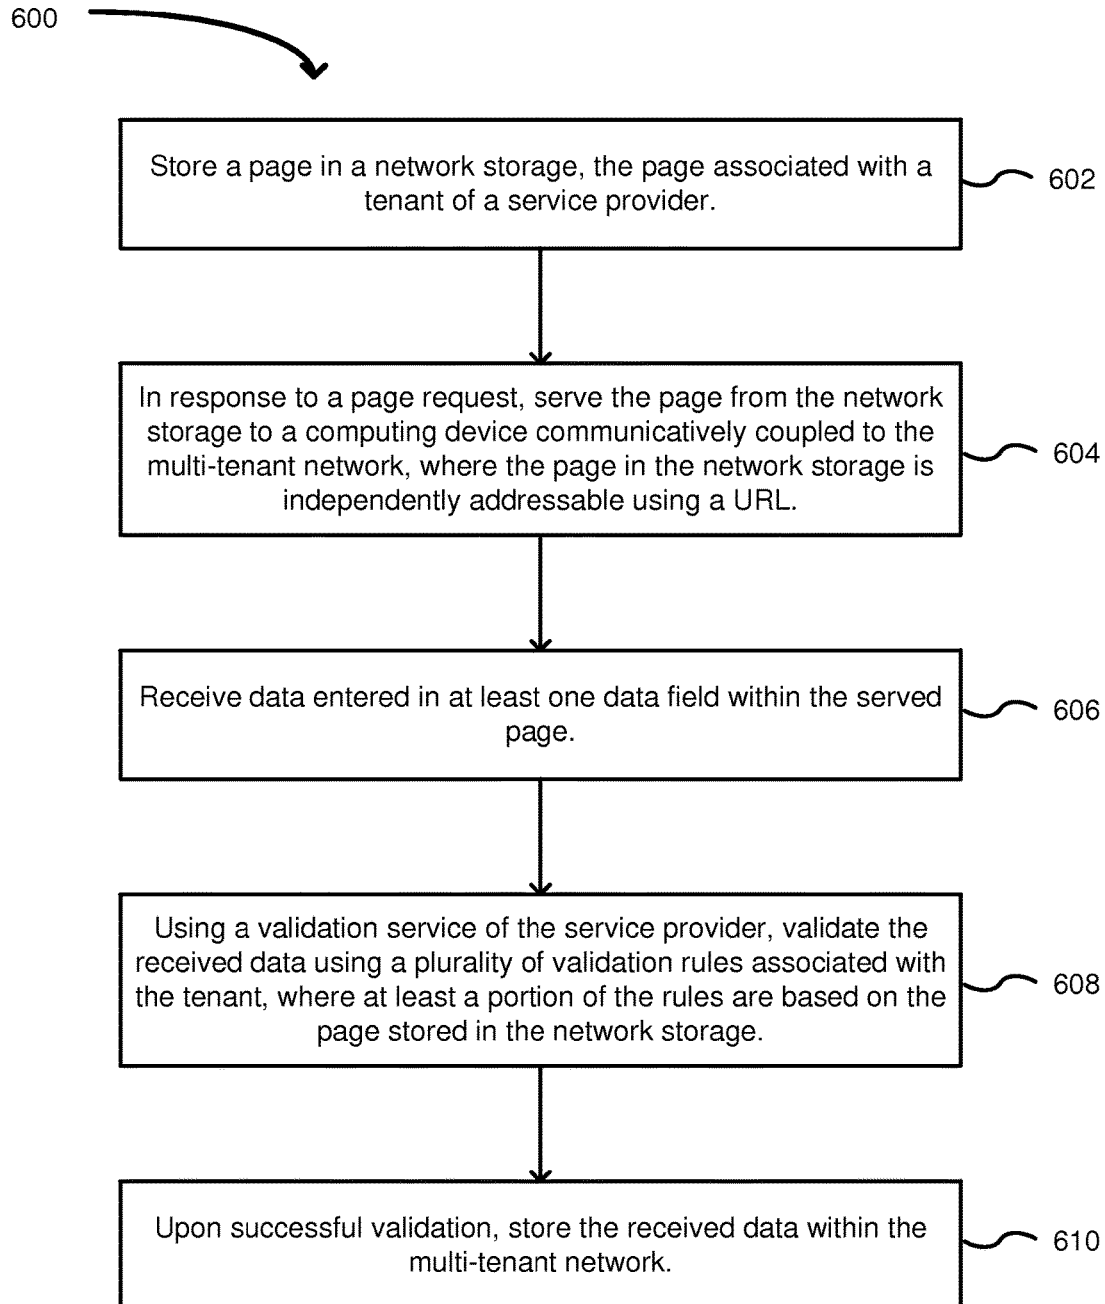 600
Store a page in a network storage, the page associated with a
tenant of a service provider.
602
In response to a page request, serve the page from the network
storage to a computing device communicatively coupled to the
multi-tenant network, where the page in the network storage is
independently addressable using a URL.
604
Receive data entered in at least one data field within the served
page.
606
Using a validation service of the service provider, validate the
received data using a plurality of validation rules associated with
the tenant, where at least a portion of the rules are based on the
page stored in the network storage.
608
Upon successful validation, store the received data within the
multi-tenant network.
610